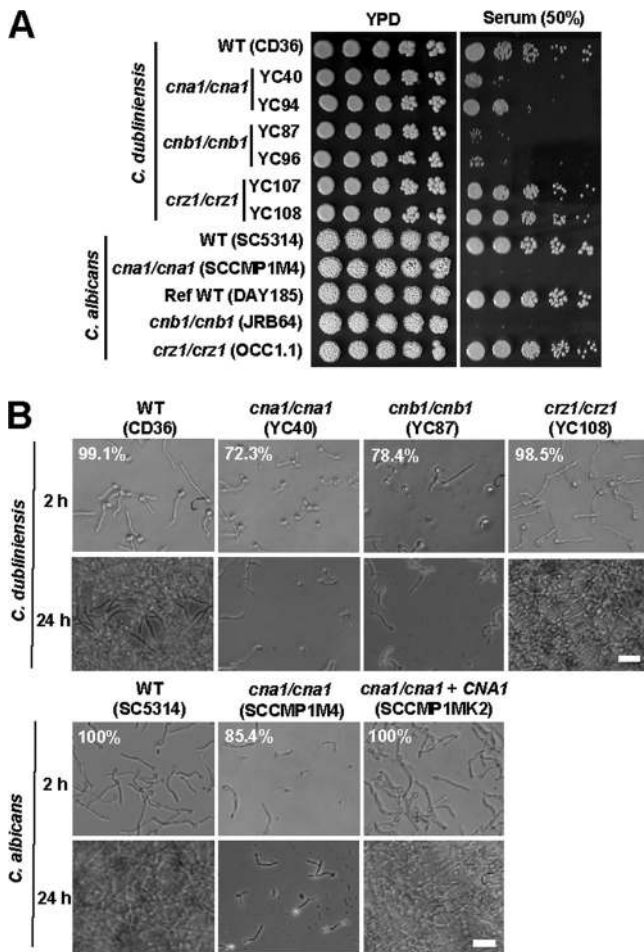 A
YPD
Serum (50%)
C. dubliniensis
WT (CD36)
cna1/cna1
YC40
YC94
cnb1/cnb1
YC87
YC96
crz1/crz1
YC107
YC108
C. albicans
WT (SC5314)
cna1/cna1 (SCCMP1M4)
Ref WT (DAY185)
cnb1/cnb1 (JRB64)
crz1/crz1 (OCC1.1)
B
WT
(CD36)
cna1/cna1
(YC40)
cnb1/cnb1
(YC87)
crz1/crz1
(YC108)
C. dubliniensis
2 h
99.1%
72.3%
78.4%
98.5%
24 h
WT
(SC5314)
cna1/cna1
(SCCMP1M4)
cna1/cna1 + CNA1
(SCCMP1MK2)
C. albicans
2 h
100%
85.4%
100%
24 h